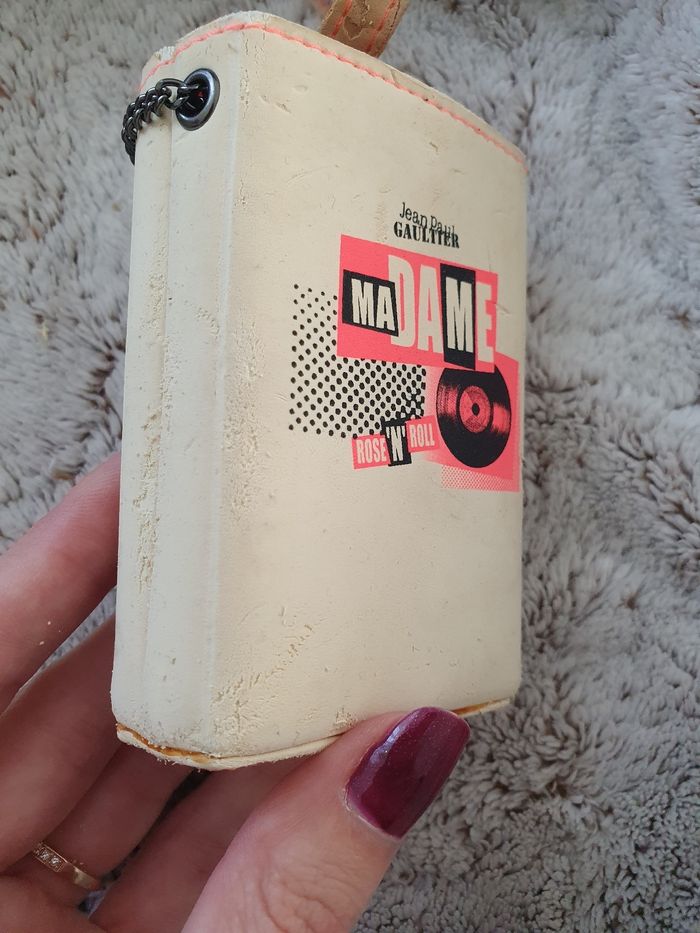 Jean Paul
GAULTIER
MADAME
ROSE 'N' ROLL